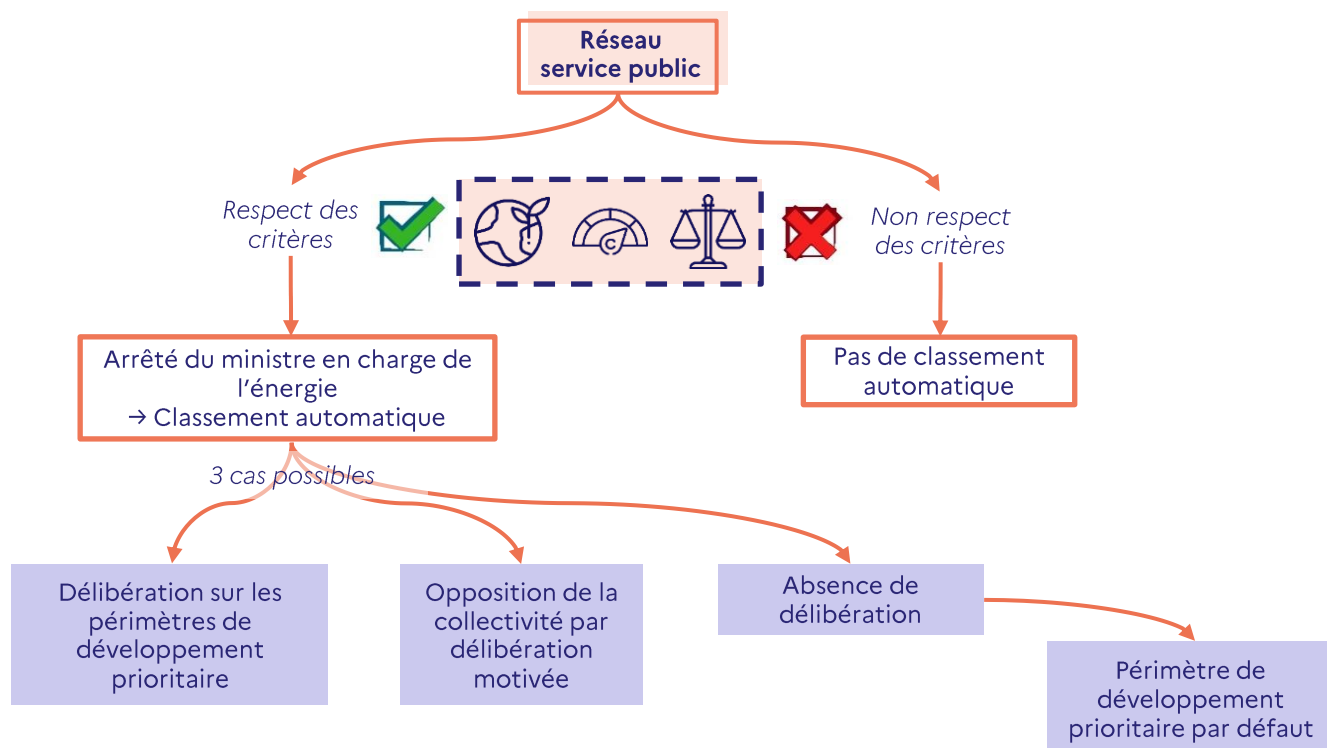 Réseau
service public
Respect des
critères
C
Non respect
des critères
Arrêté du ministre en charge de
l'énergie
→ Classement automatique
Pas de classement
automatique
3 cas possibles
Délibération sur les
périmètres de
développement
prioritaire
Opposition de la
collectivité par
délibération
motivée
Absence de
délibération
Périmètre de
développement
prioritaire par défaut